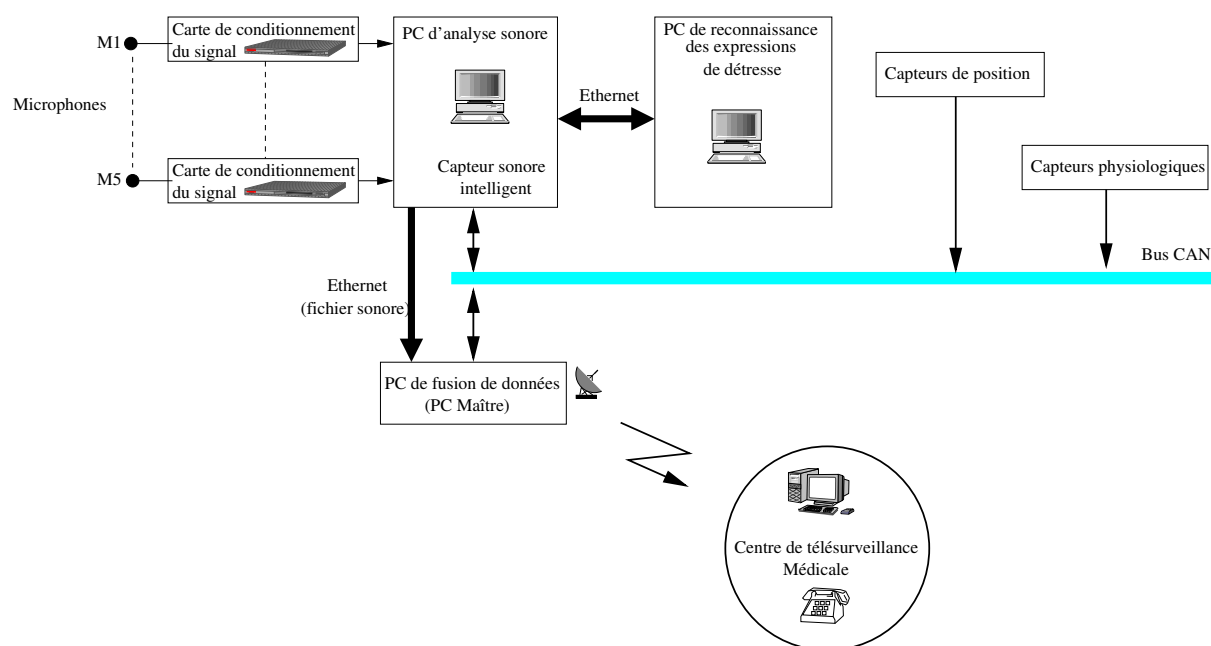 M1
Carte de conditionnement
du signal
PC d'analyse sonore
PC de reconnaissance
des expressions
de détresse
Capteurs de position
Microphones
Ethernet
M5
Carte de conditionnement
du signal
Capteur sonore
intelligent
Capteurs physiologiques
Bus CAN
Ethernet
(fichier sonore)
PC de fusion de données
(PC Maître)
Centre de télésurveillance
Médicale